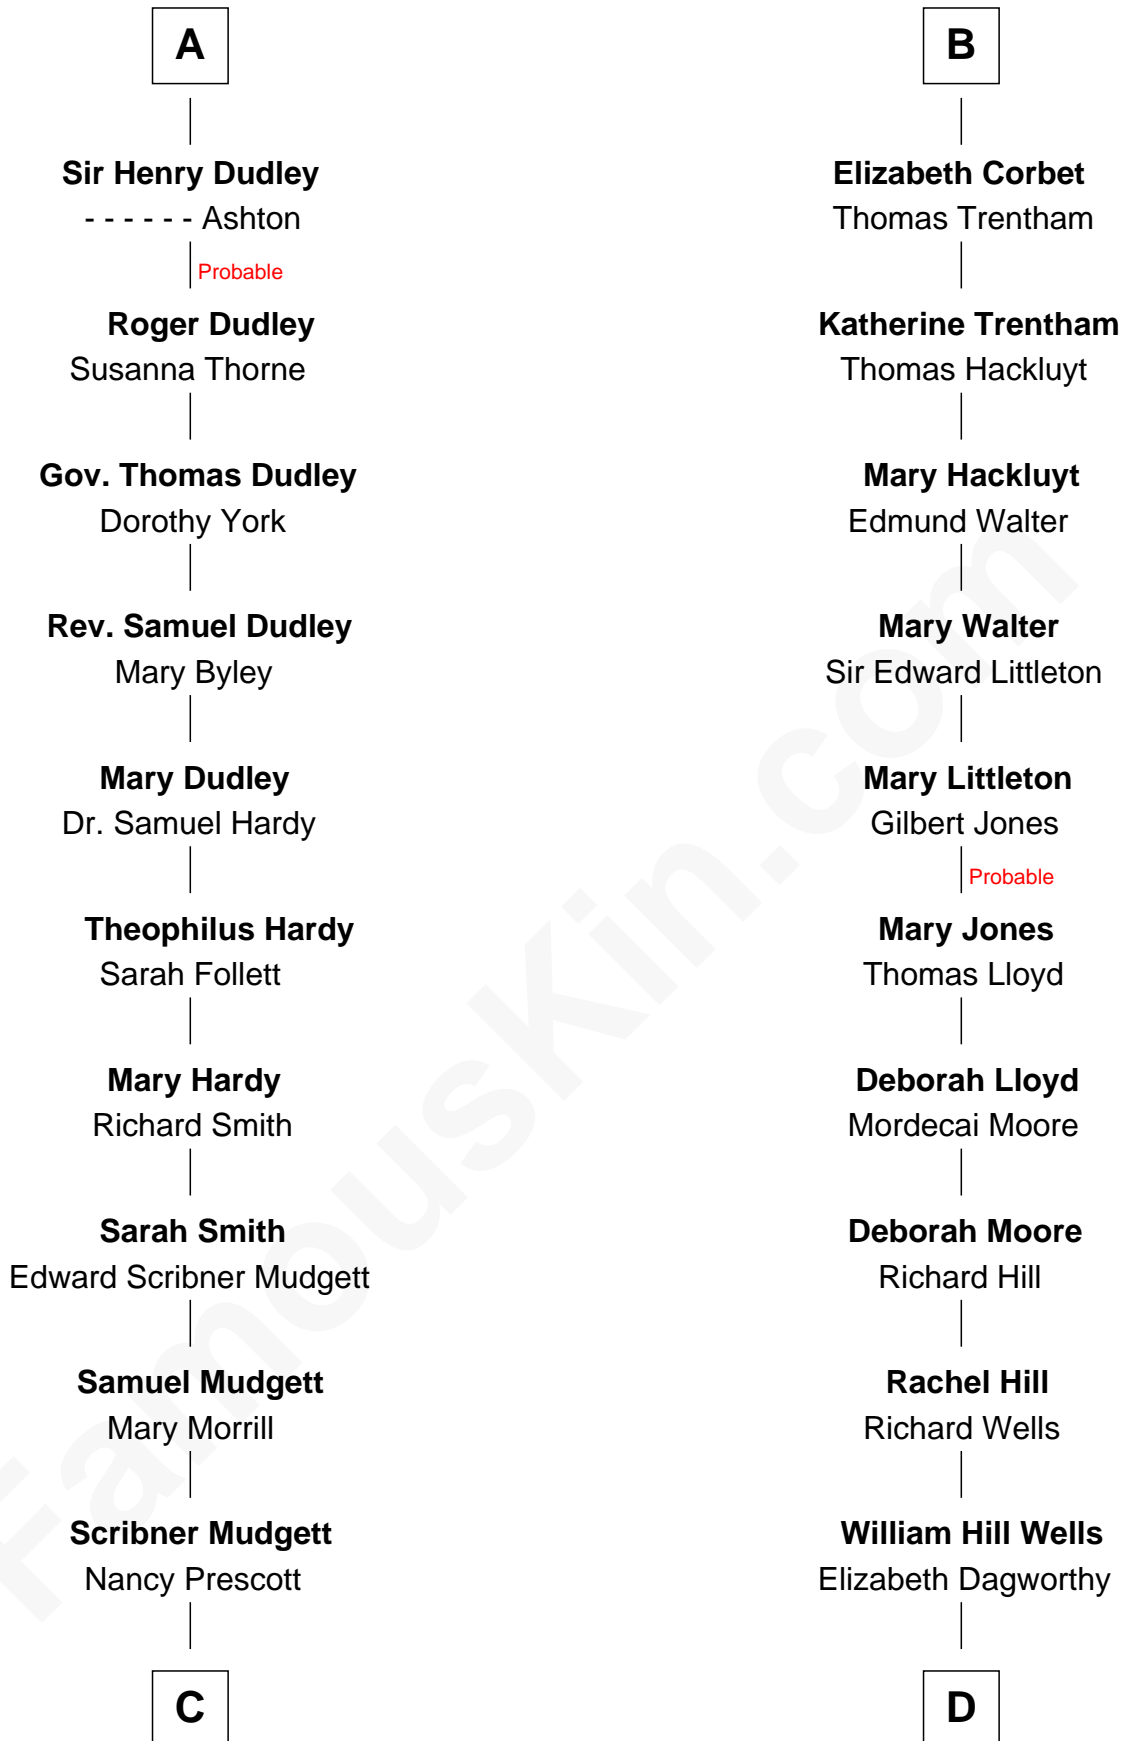 A
Sir Henry Dudley
- - - - - - Ashton
Probable
Roger Dudley
Susanna Thorne
Gov. Thomas Dudley
Dorothy York
Rev. Samuel Dudley
Mary Byley
Mary Dudley
Dr. Samuel Hardy
Theophilus Hardy
Sarah Follett
Mary Hardy
Richard Smith
Sarah Smith
Edward Scribner Mudgett
Samuel Mudgett
Mary Morrill
Scribner Mudgett
Nancy Prescott
C
B
Elizabeth Corbet
Thomas Trentham
Katherine Trentham
Thomas Hackluyt
Mary Hackluyt
Edmund Walter
Mary Walter
Sir Edward Littleton
Mary Littleton
Gilbert Jones
Probable
Mary Jones
Thomas Lloyd
Deborah Lloyd
Mordecai Moore
Deborah Moore
Richard Hill
Rachel Hill
Richard Wells
William Hill Wells
Elizabeth Dagworthy
D
FamousKin.com